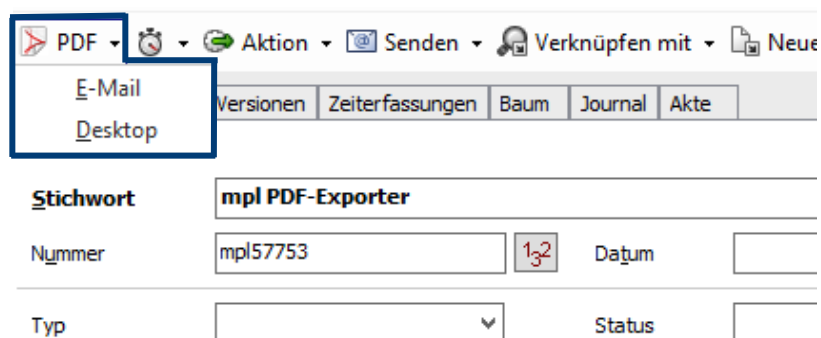 PDF Aktion Senden Verknüpfen mit Neue
E-Mail
Desktop
Versionen Zeiterfassungen Baum Journal Akte
Stichwort mpl PDF-Exporter
Nummer mpl57753 132 Datum
Typ Status